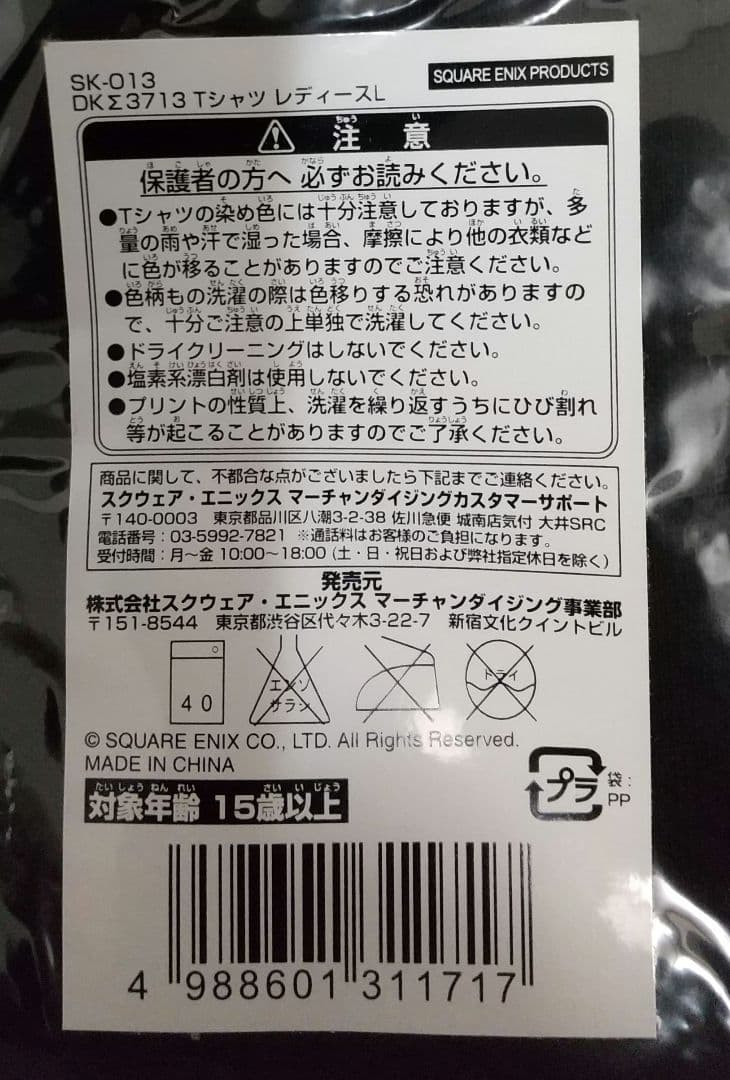 SK-013
SQUARE ENIX PRODUCTS
DKΣ3713 Tシャツ レディースL
注意
保護者の方へ 必ずお読みください。
●Tシャツの染め色には十分注意しておりますが、多
量の雨や汗で湿った場合、摩擦により他の衣類など
に色が移ることがありますのでご注意ください。
●色柄もの洗濯の際は色移りする恐れがありますの
で、十分ご注意の上単独で洗濯してください。
●ドライクリーニングはしないでください。
●塩素系漂白剤は使用しないでください。
●プリントの性質上、洗濯を繰り返すうちにひび割れ
等が起こることがありますのでご了承ください。
商品に関して、不都合な点がございましたら下記までご連絡ください。
スクウェア・エニックス マーチャンダイジングカスタマーサポート
〒140-0003 東京都品川区八潮3-2-38 佐川急便 城南店気付 大井SRC
電話番号:03-5992-7821 ※通話料はお客様のご負担になります。
受付時間:月〜金 10:00〜18:00 (土・日・祝日および弊社指定休日を除く)
発売元
株式会社スクウェア・エニックス マーチャンダイジング事業部
〒151-8544 東京都渋谷区代々木3-22-7 新宿文化クイントビル
40
エンソ
サラシ
ドライ
© SQUARE ENIX CO., LTD. All Rights Reserved.
MADE IN CHINA
対象年齢 15歳以上
プラ
袋:
PP
4 988601 311717